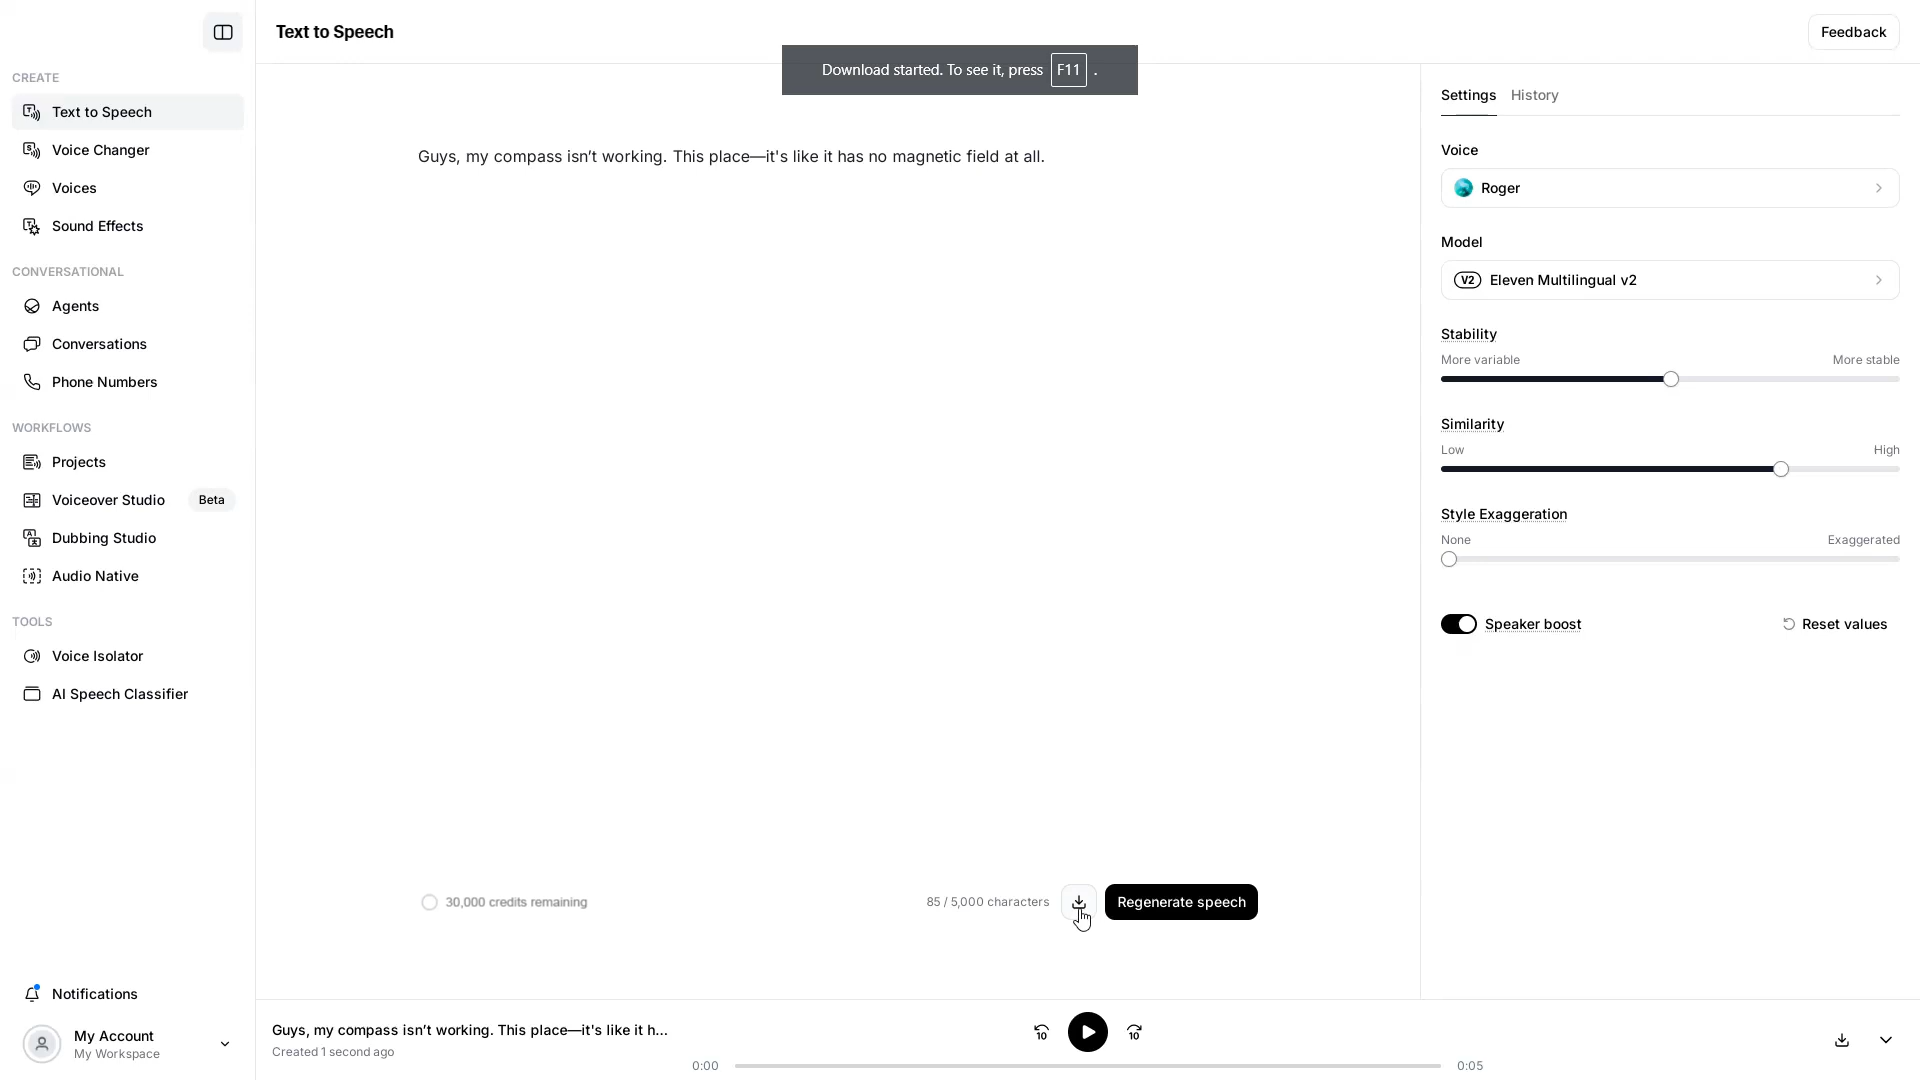 Text to Speech
Feedback
Download started. To see it, press F11 .
CREATE
Text to Speech
Voice Changer
Voices
Sound Effects
CONVERSATIONAL
Agents
Conversations
Phone Numbers
WORKFLOWS
Projects
Voiceover Studio Beta
Dubbing Studio
Audio Native
TOOLS
Voice Isolator
AI Speech Classifier
Notifications
My Account
My Workspace
Guys, my compass isn’t working. This place—it's like it has no magnetic field at all.
30,000 credits remaining
85 / 5,000 characters
Regenerate speech
Settings History
Voice
Roger
Model
V2 Eleven Multilingual v2
Stability
More variable More stable
Similarity
Low High
Style Exaggeration
None Exaggerated
Speaker boost Reset values
Guys, my compass isn’t working. This place—it's like it h...
Created 1 second ago
10 10
0:00 0:05